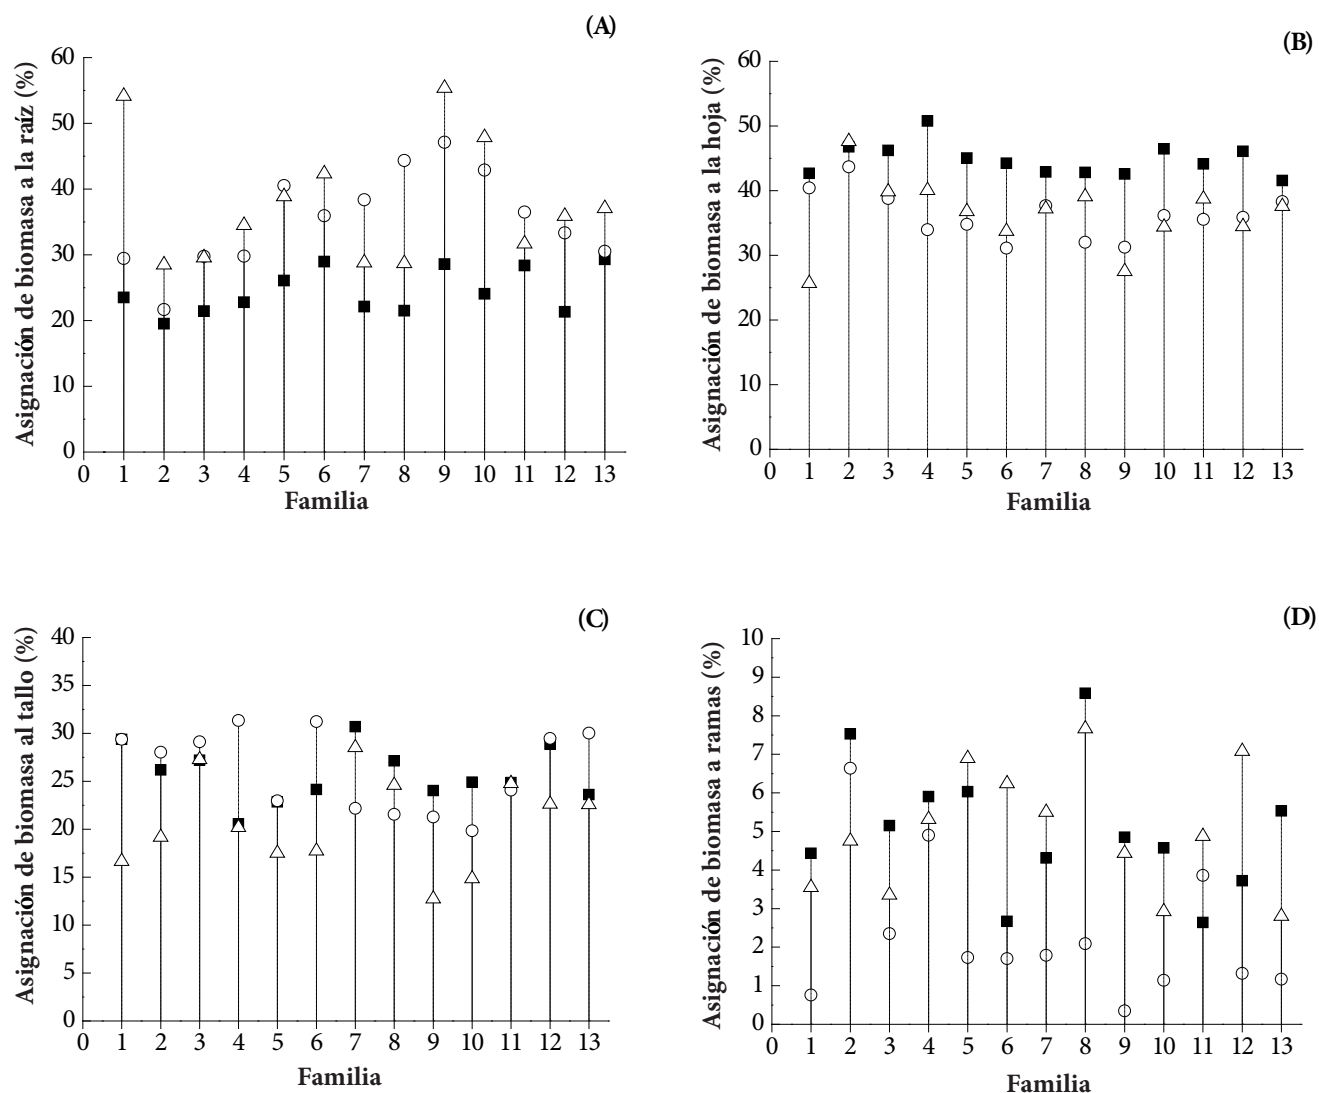 (A)
Asignación de biomasa a la raíz (%)
60
50
40
30
20
10
0
0 1 2 3 4 5 6 7 8 9 10 11 12 13
Familia
(B)
Asignación de biomasa a la hoja (%)
60
50
40
30
20
10
0
0 1 2 3 4 5 6 7 8 9 10 11 12 13
Familia
(C)
Asignación de biomasa al tallo (%)
40
35
30
25
20
15
10
5
0
0 1 2 3 4 5 6 7 8 9 10 11 12 13
Familia
(D)
Asignación de biomasa a ramas (%)
10
9
8
7
6
5
4
3
2
1
0
0 1 2 3 4 5 6 7 8 9 10 11 12 13
Familia